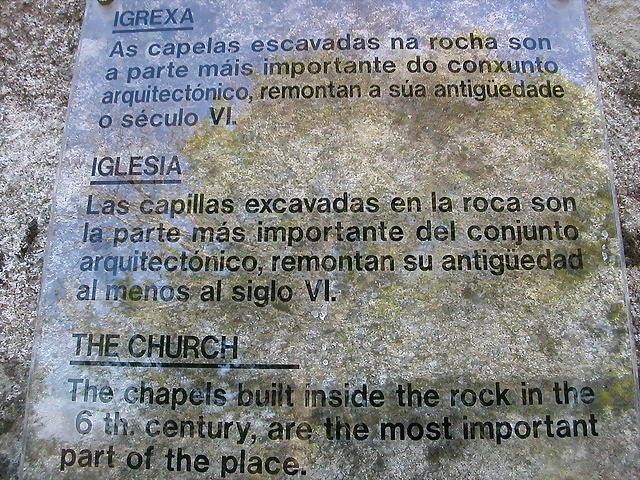 IGREXA
As capelas escavadas na rocha son
a parte máis importante do conxunto
arquitectónico, remontan a súa antigüedade
o século VI.
IGLESIA
Las capillas excavadas en la roca son
la parte más importante del conjunto
arquitectónico, remontan su antigüedad
al menos al siglo VI.
THE CHURCH
The chapels built inside the rock in the
6 th. century, are the most important
part of the place.